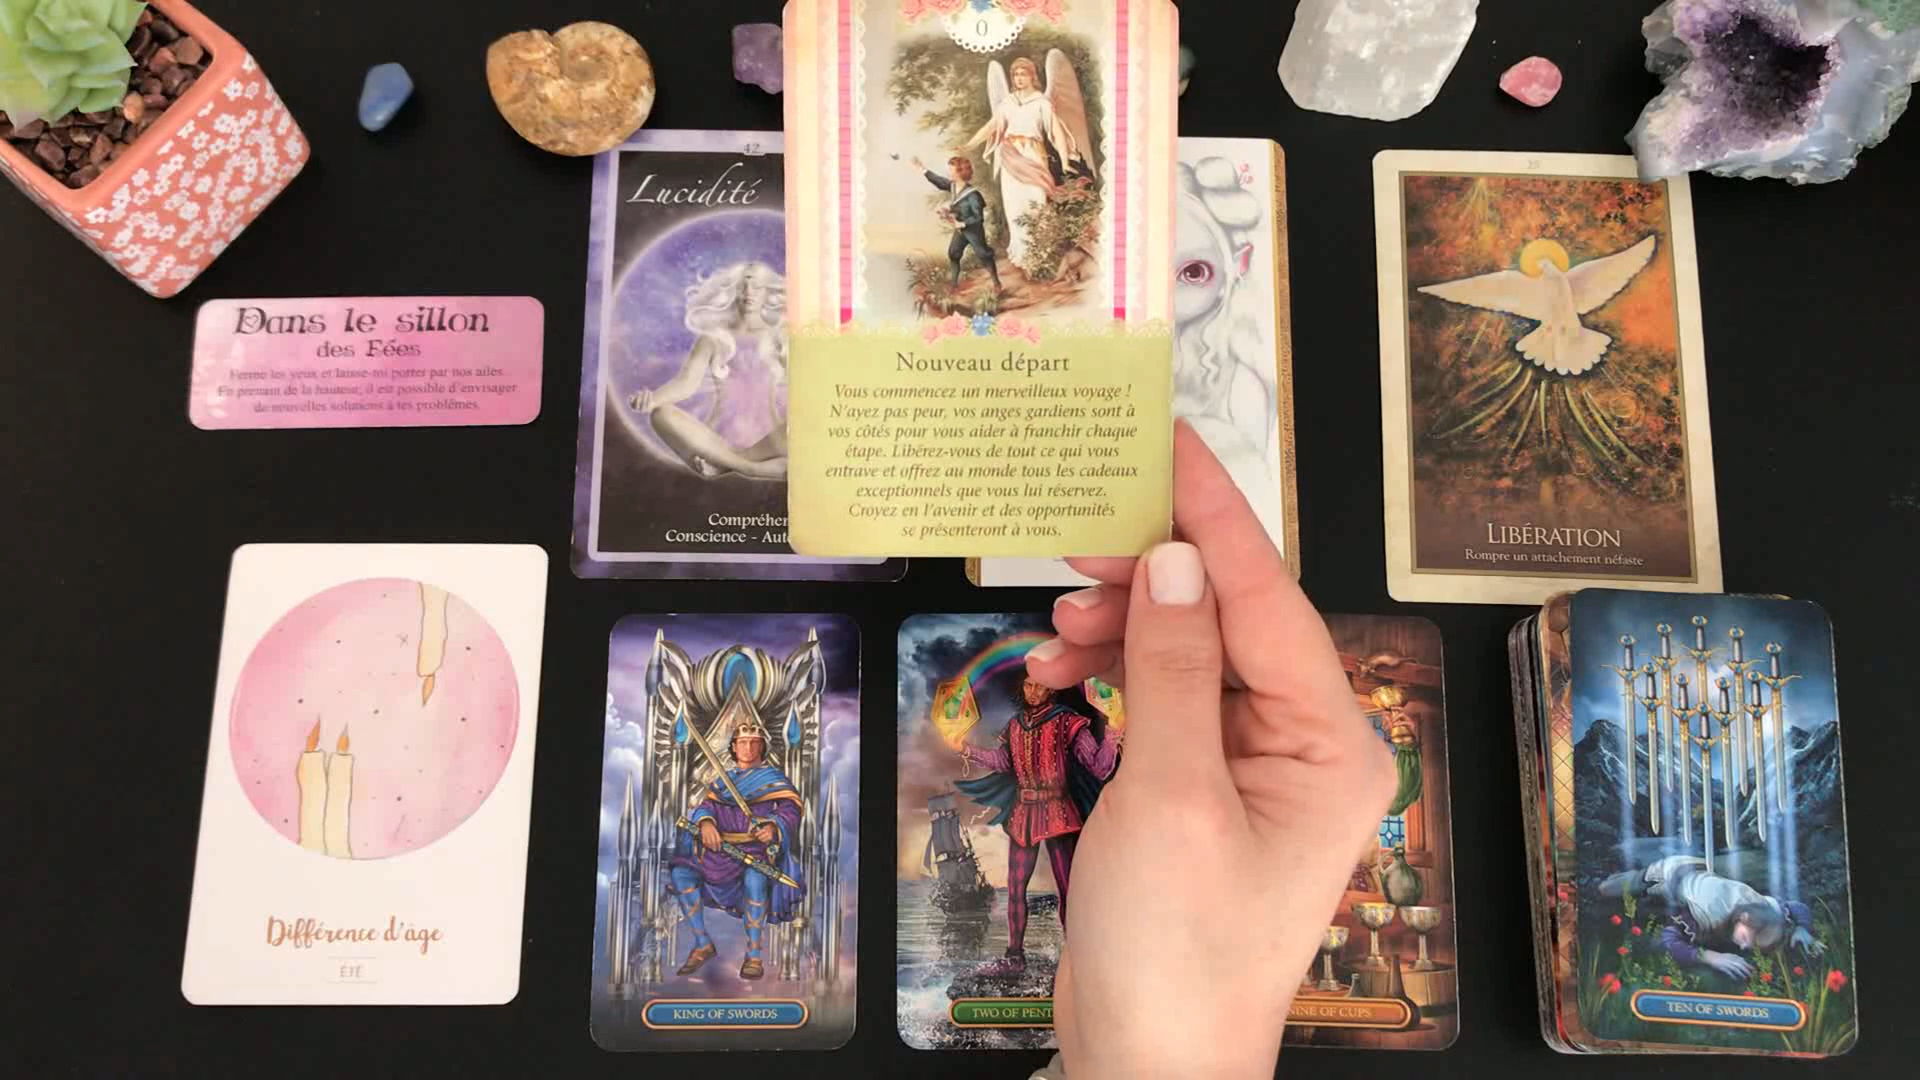 0
Nouveau départ
Vous commencez un merveilleux voyage !
N'ayez pas peur, vos anges gardiens sont à
vos côtés pour vous aider à franchir chaque
étape. Libérez-vous de tout ce qui vous
entrave et offrez au monde tous les cadeaux
exceptionnels que vous lui réservez.
Croyez en l'avenir et des opportunités
se présenteront à vous.
42
Lucidité
Conscience -
LIBÉRATION
Rompre un attachement néfaste
Dans le sillon
des Fées
Ferme les yeux et laisse-toi porter par nos ailes.
En prenant de la hauteur, il est possible d'envisager
de nouvelles solutions à tes problèmes.
Différence d'âge
ÉTÉ
KING OF SWORDS
TWO OF PENT
NINE OF CUPS
TEN OF SWORDS